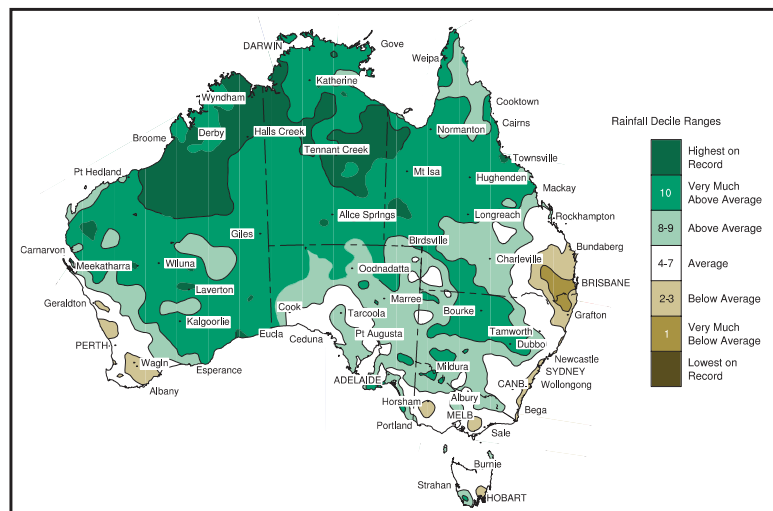 DARWIN
Gove
Weipa
Katherine
Wyndham
Cooktown
Derby
Halls Creek
Normanton
Cairns
Broome
Tennant Creek
Townsville
Pt Hedland
Mt Isa
Hughenden
Mackay
Alice Springs
Longreach
Rockhampton
Giles
Birdsville
Carnarvon
Bundaberg
Meekatharra
Wiluna
Oodnadatta
Charleville
BRISBANE
Laverton
Geraldton
Cook
Marree
Kalgoorlie
Tarcoola
Bourke
Grafton
Eucla
Ceduna
Pt Augusta
Tamworth
PERTH
Dubbo
Wagin
Esperance
Mildura
Newcastle
SYDNEY
Albany
ADELAIDE
CANB.
Wollongong
Horsham
Albury
MELB
Bega
Portland
Sale
Burnie
Strahan
HOBART
Rainfall Decile Ranges
Highest on
Record
10 Very Much
Above Average
8-9 Above Average
4-7 Average
2-3 Below Average
1 Very Much
Below Average
Lowest on
Record